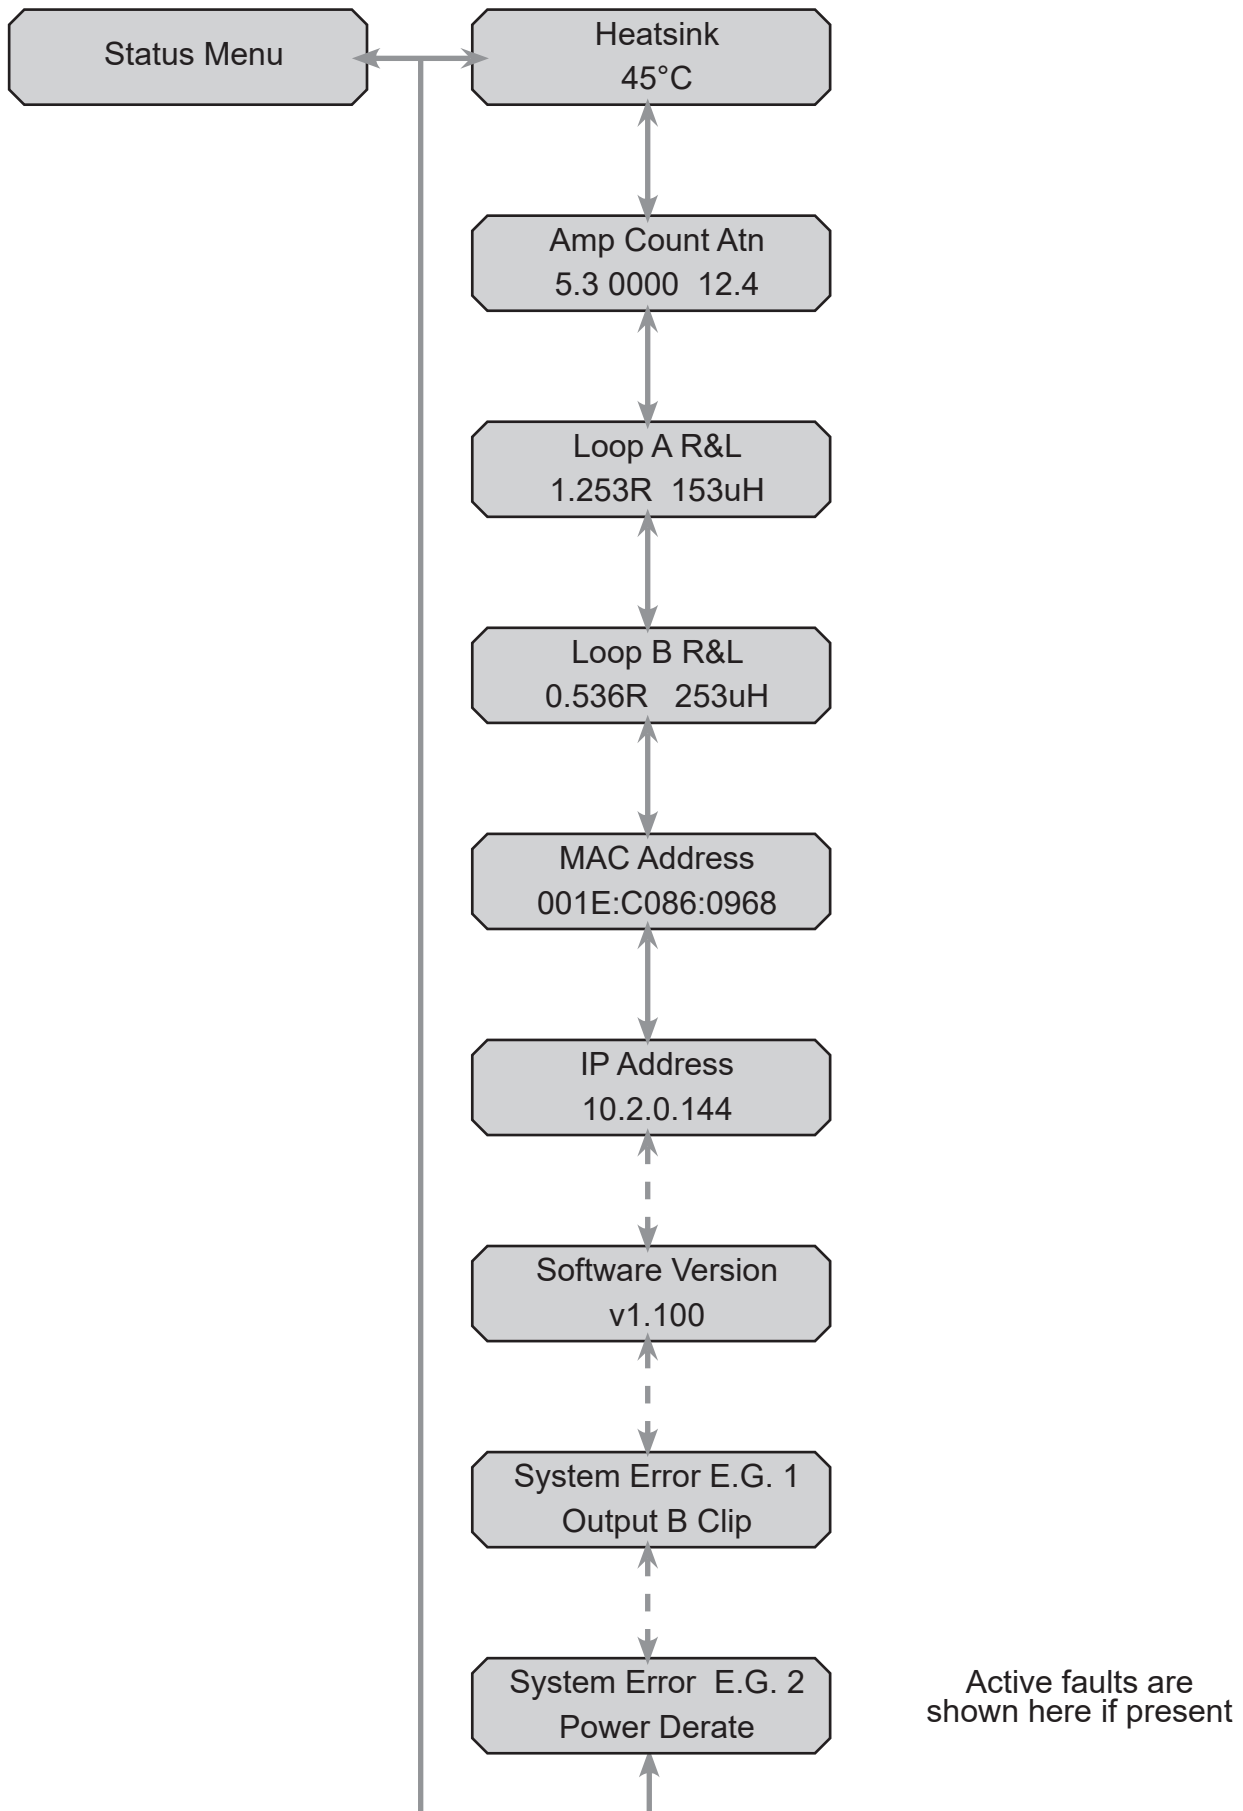 Status Menu
Heatsink
45°C
Amp Count Atn
5.3 0000  12.4
Loop A R&L
1.253R  153uH
Loop B R&L
0.536R   253uH
MAC Address
001E:C086:0968
IP Address
10.2.0.144
Software Version
v1.100
System Error E.G. 1
Output B Clip
System Error  E.G. 2
Power Derate
Active faults are
shown here if present